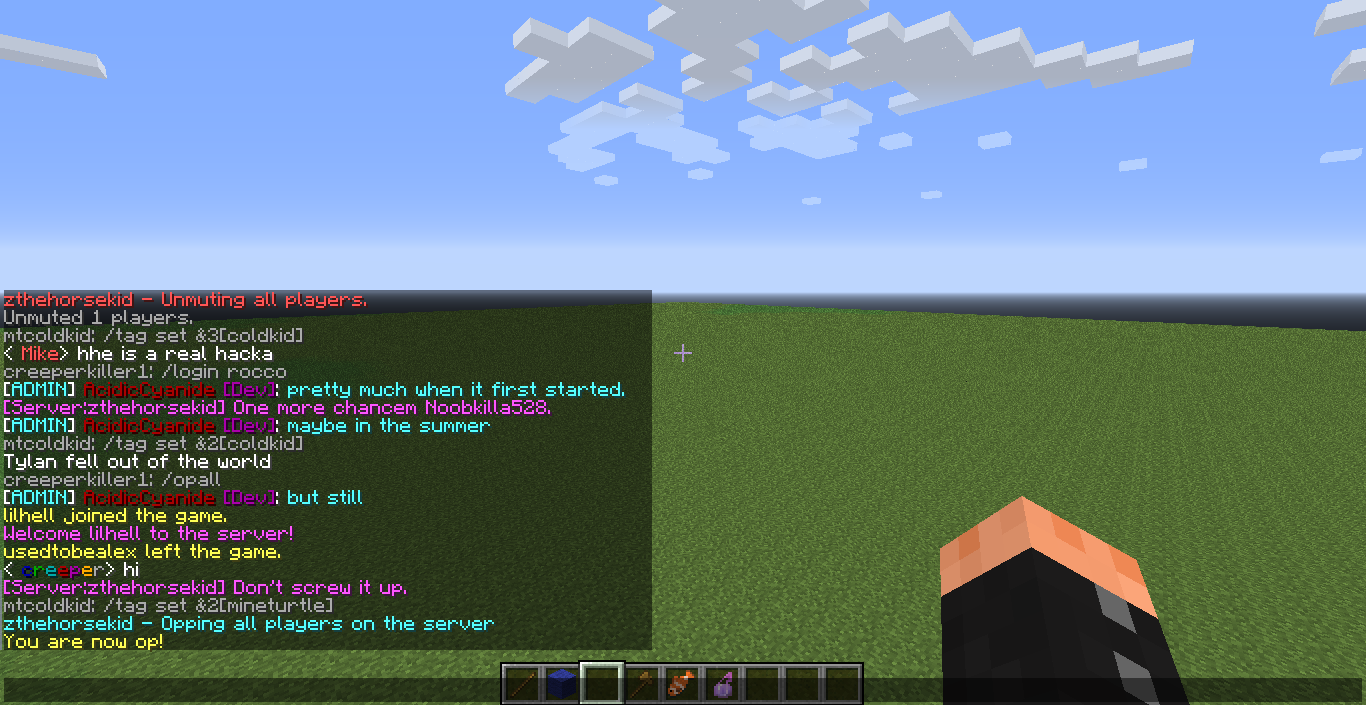 zthehorsekid - Unmuting all players.
Unmuted 1 players.
mtcoldkid: /tag set &3[coldkid]
< Mike> hhe is a real hacka
creeperkiller1: /login rocco
[ADMIN] AcidicCyanide [Dev]: pretty much when it first started.
[Server:zthehorsekid] One more chancem Noobkilla528.
[ADMIN] AcidicCyanide [Dev]: maybe in the summer
mtcoldkid: /tag set &2[coldkid]
Tylan fell out of the world
creeperkiller1: /opall
[ADMIN] AcidicCyanide [Dev]: but still
lilhell joined the game.
Welcome lilhell to the server!
usedtobealex left the game.
< creeper> hi
[Server:zthehorsekid] Don't screw it up.
mtcoldkid: /tag set &2[mineturtle]
zthehorsekid - Opping all players on the server
You are now op!